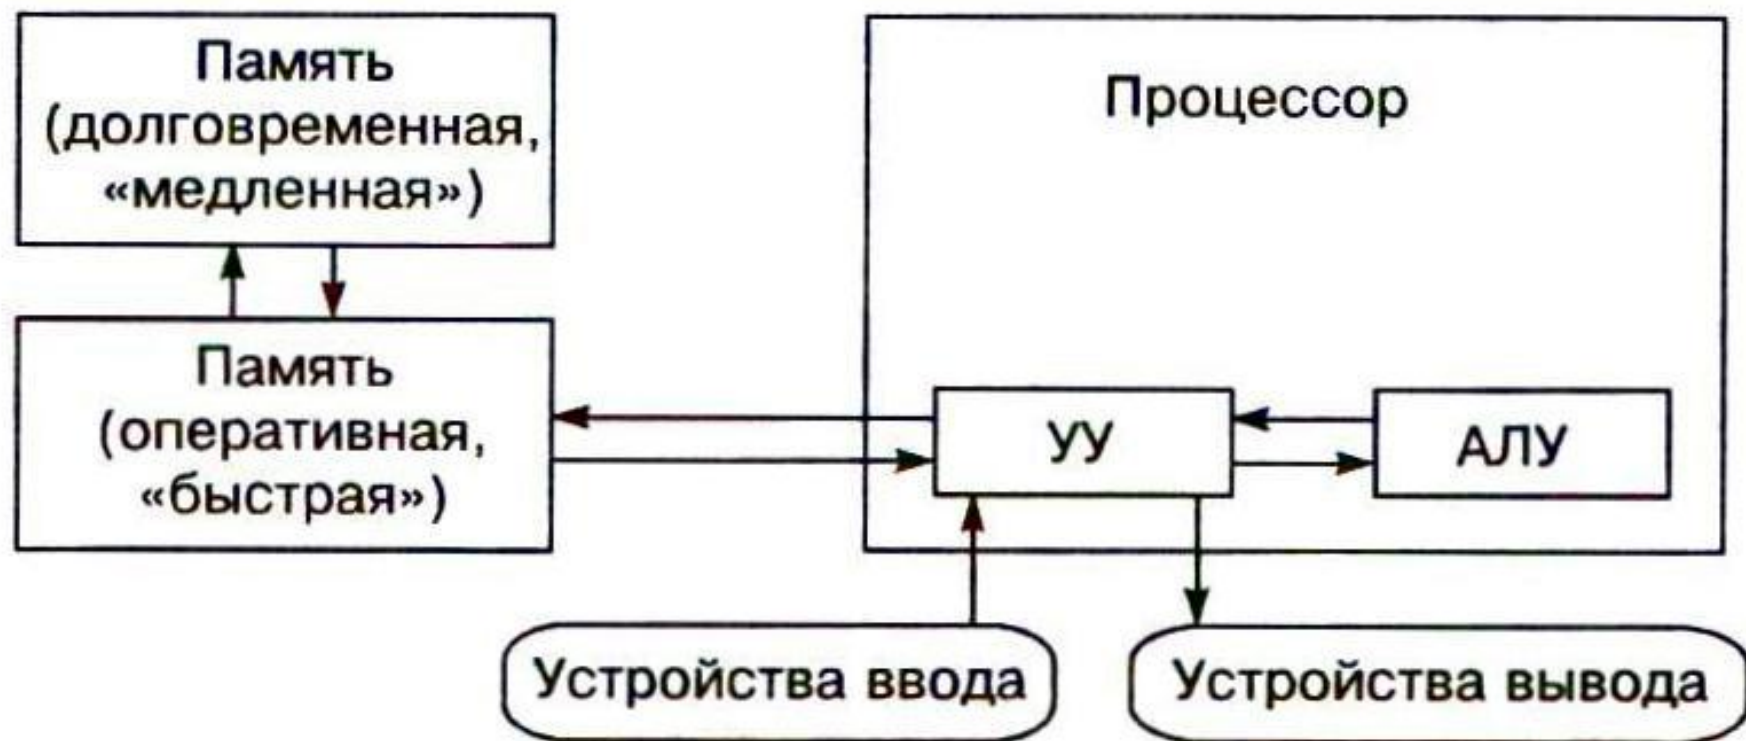 Память
(долговременная,
«медленная»)
Процессор
Память
(оперативная,
«быстрая»)
УУ
АЛУ
Устройства ввода
Устройства вывода